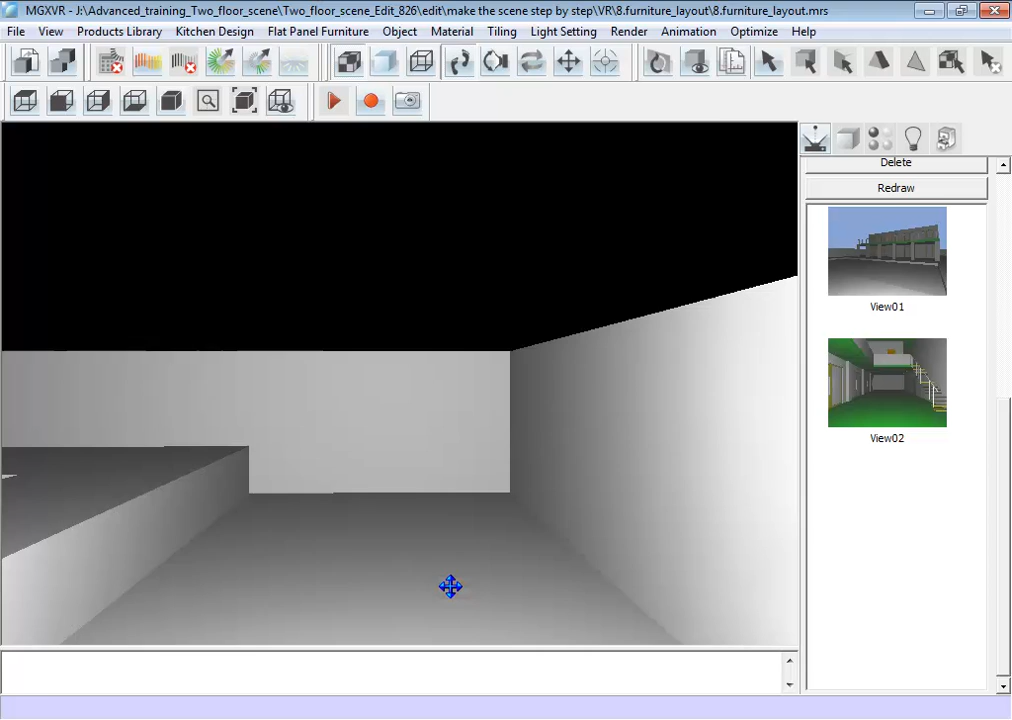 MGXVR - J:\Advanced_training_Two_floor_scene\Two_floor_scene_Edit_826\edit\make the scene step by step\VR\8.furniture_layout\8.furniture_layout.mrs
File View Products Library Kitchen Design Flat Panel Furniture Object Material Tiling Light Setting Render Animation Optimize Help
Delete
Redraw
View01
View02